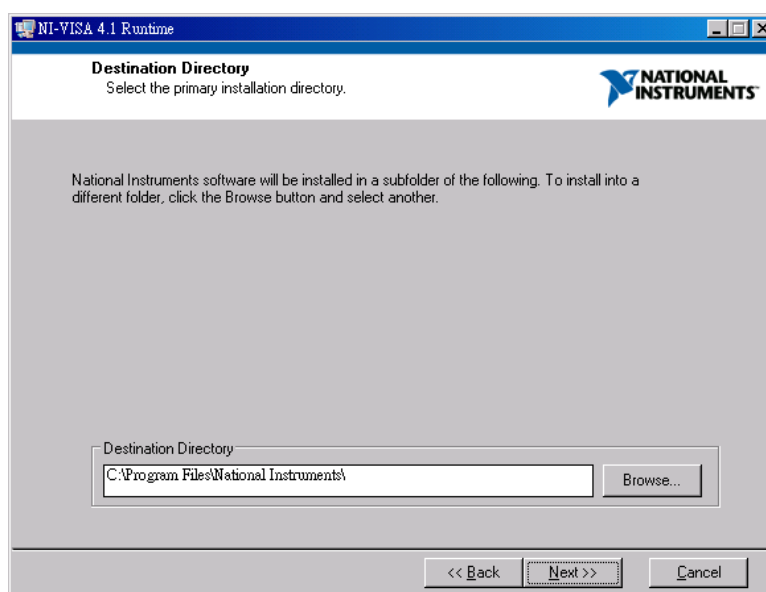 NI-VISA 4.1 Runtime
Destination Directory
Select the primary installation directory.
NATIONAL
INSTRUMENTS
National Instruments software will be installed in a subfolder of the following. To install into a
different folder, click the Browse button and select another.
Destination Directory
C:\Program Files\National Instruments\
Browse...
<< Back
Next >>
Cancel